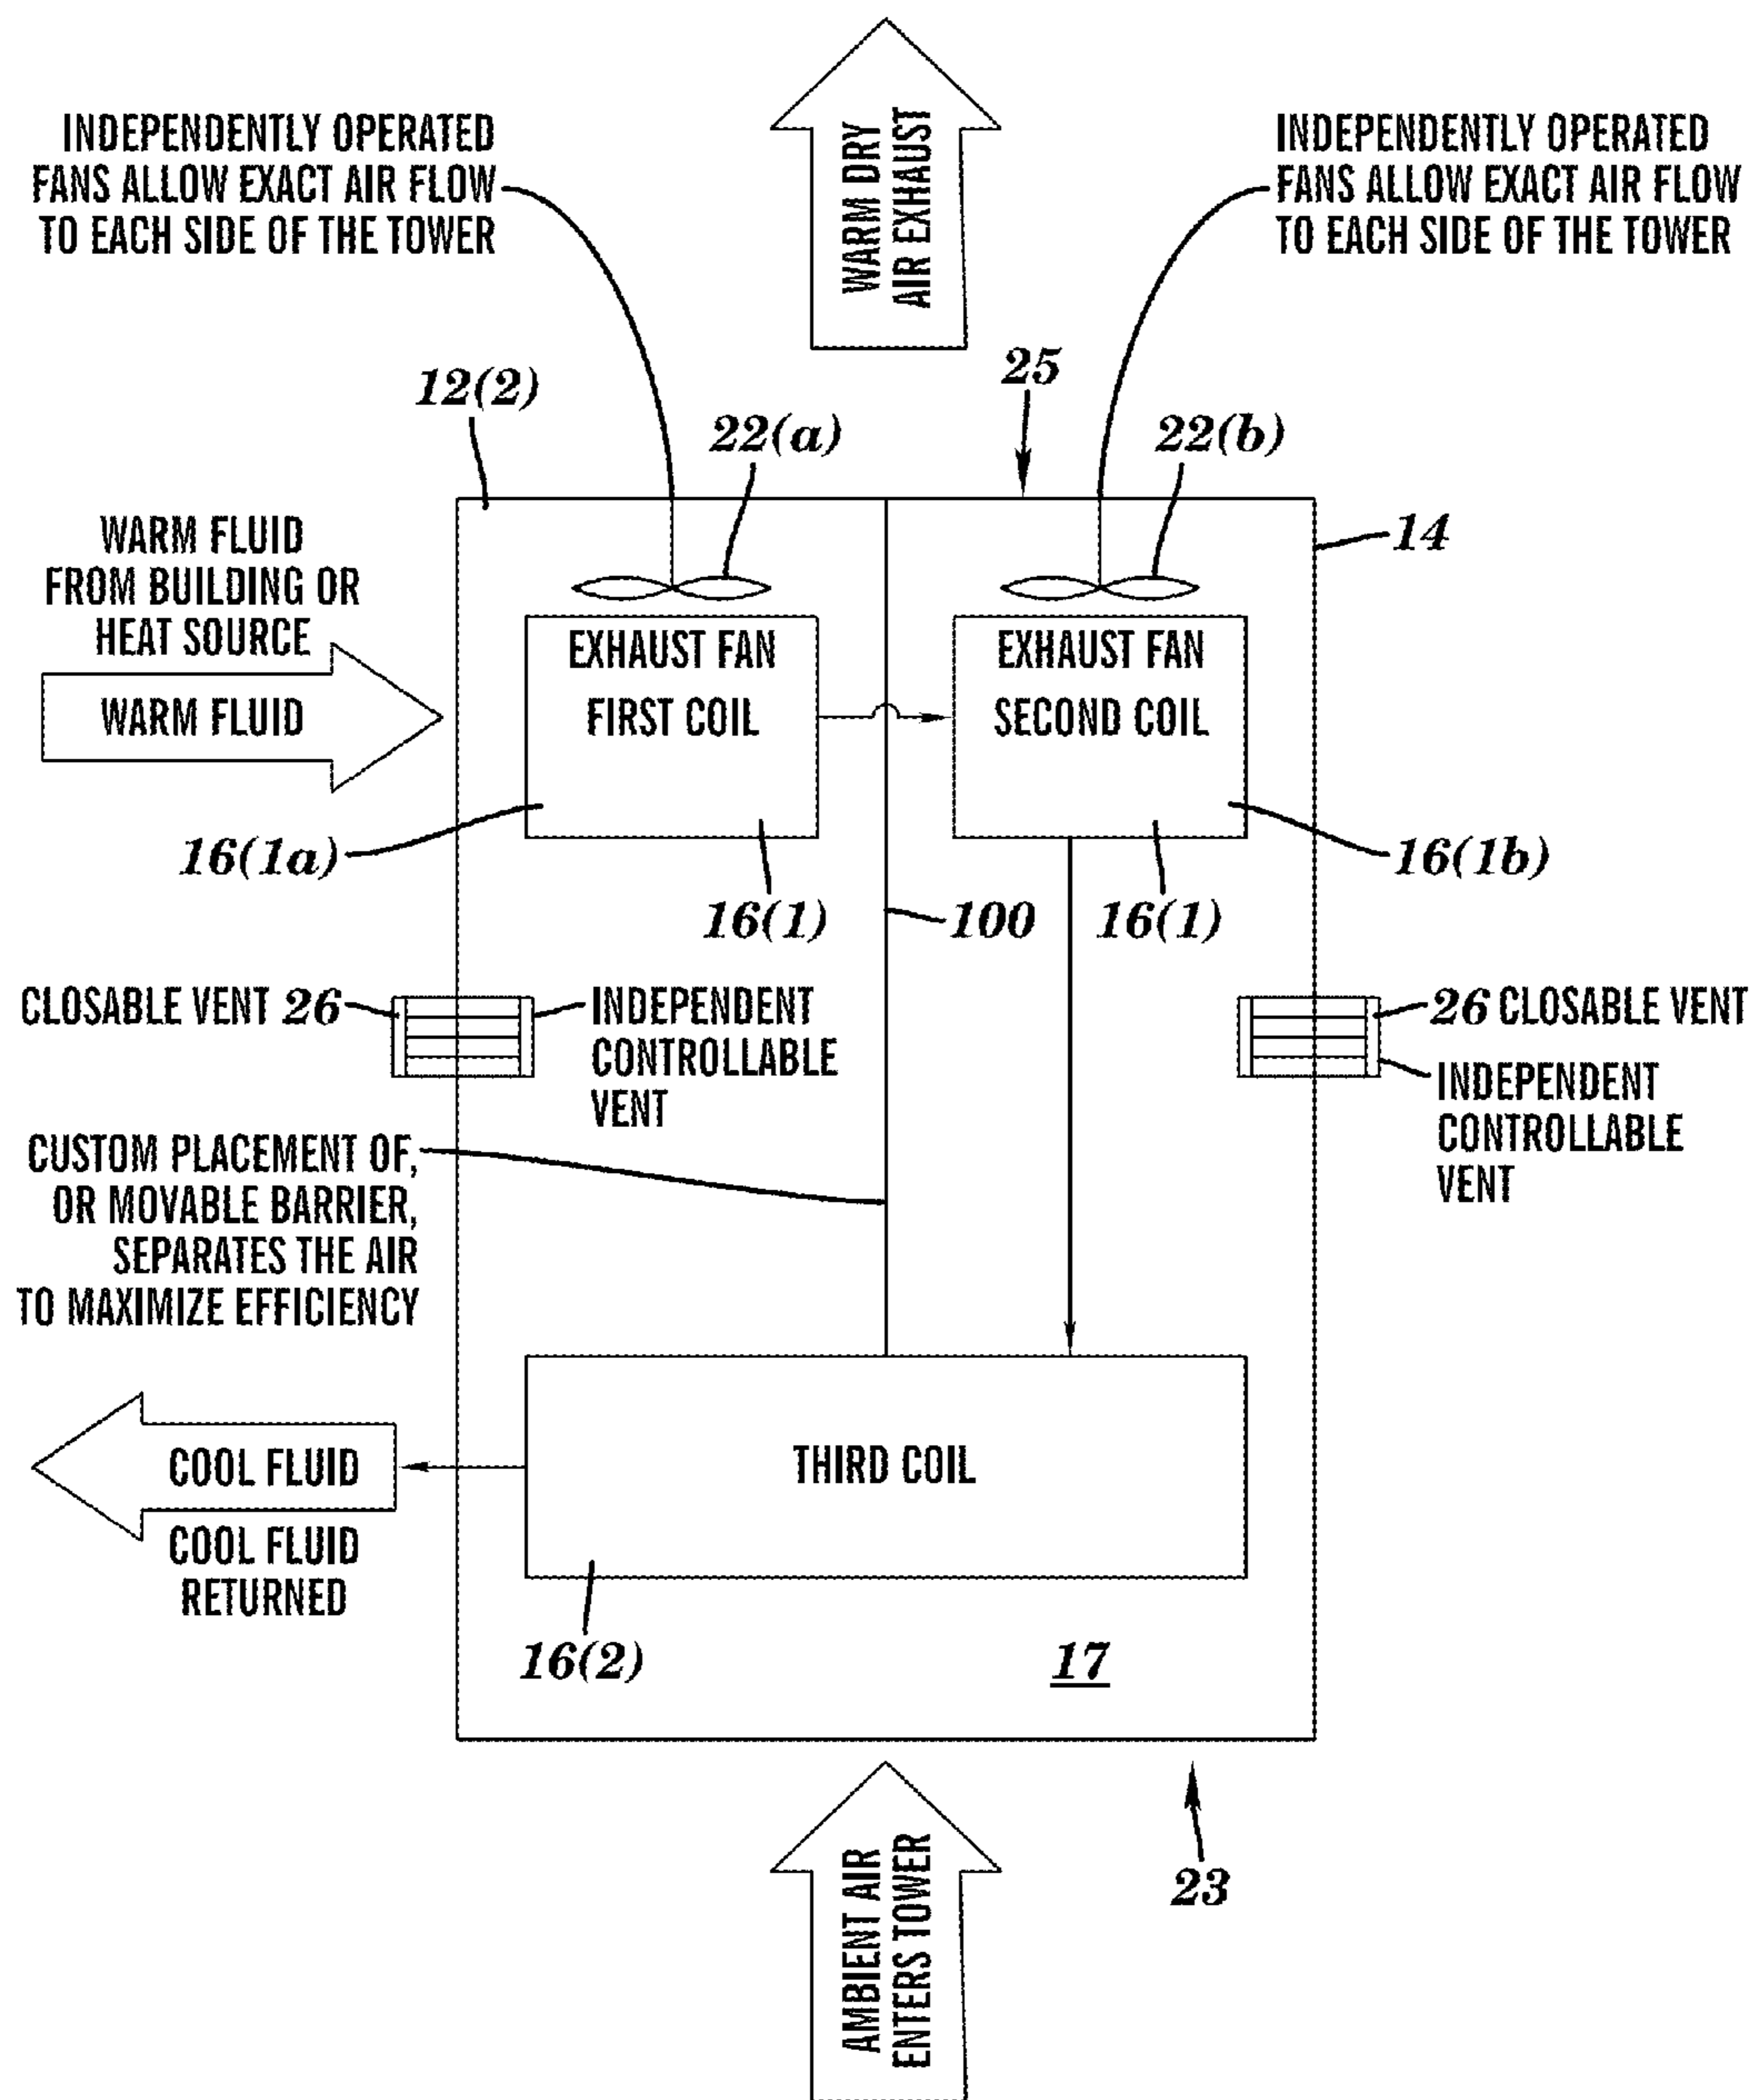 WARM DRY
AIR EXHAUST
INDEPENDENTLY OPERATED
FANS ALLOW EXACT AIR FLOW
TO EACH SIDE OF THE TOWER
INDEPENDENTLY OPERATED
FANS ALLOW EXACT AIR FLOW
TO EACH SIDE OF THE TOWER
25
12(2)
22(a)
22(b)
14
WARM FLUID
FROM BUILDING OR
HEAT SOURCE
WARM FLUID
EXHAUST FAN
FIRST COIL
EXHAUST FAN
SECOND COIL
16(1a)
16(1)
100
16(1)
16(1b)
CLOSABLE VENT 26
INDEPENDENT
CONTROLLABLE
VENT
26 CLOSABLE VENT
INDEPENDENT
CONTROLLABLE
VENT
CUSTOM PLACEMENT OF,
OR MOVABLE BARRIER,
SEPARATES THE AIR
TO MAXIMIZE EFFICIENCY
COOL FLUID
COOL FLUID
RETURNED
THIRD COIL
16(2)
17
23
AMBIENT AIR
ENTERS TOWER